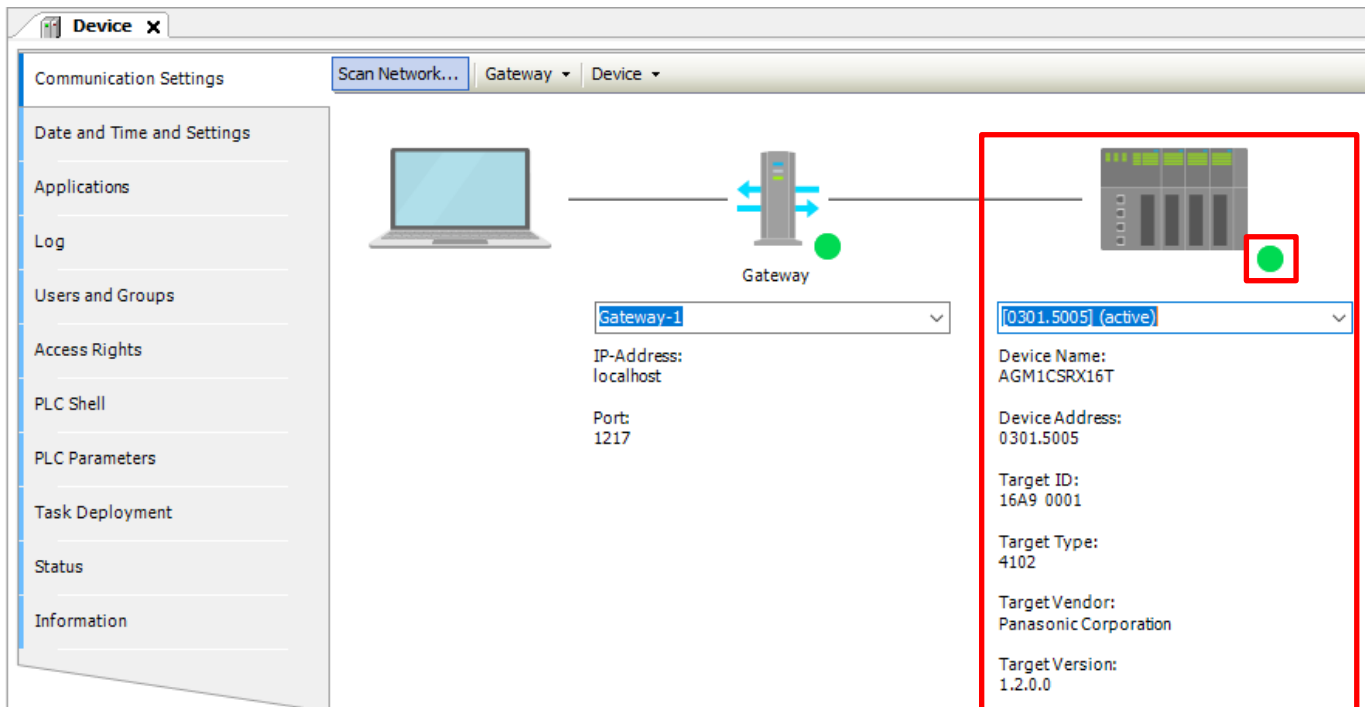 Device
Communication Settings
Date and Time and Settings
Applications
Log
Users and Groups
Access Rights
PLC Shell
PLC Parameters
Task Deployment
Status
Information
Scan Network... Gateway Device
Gateway
Gateway-1
IP-Address:
localhost
Port:
1217
[0301.5005] (active)
Device Name:
AGM1CSRX16T
Device Address:
0301.5005
Target ID:
16A9 0001
Target Type:
4102
Target Vendor:
Panasonic Corporation
Target Version:
1.2.0.0